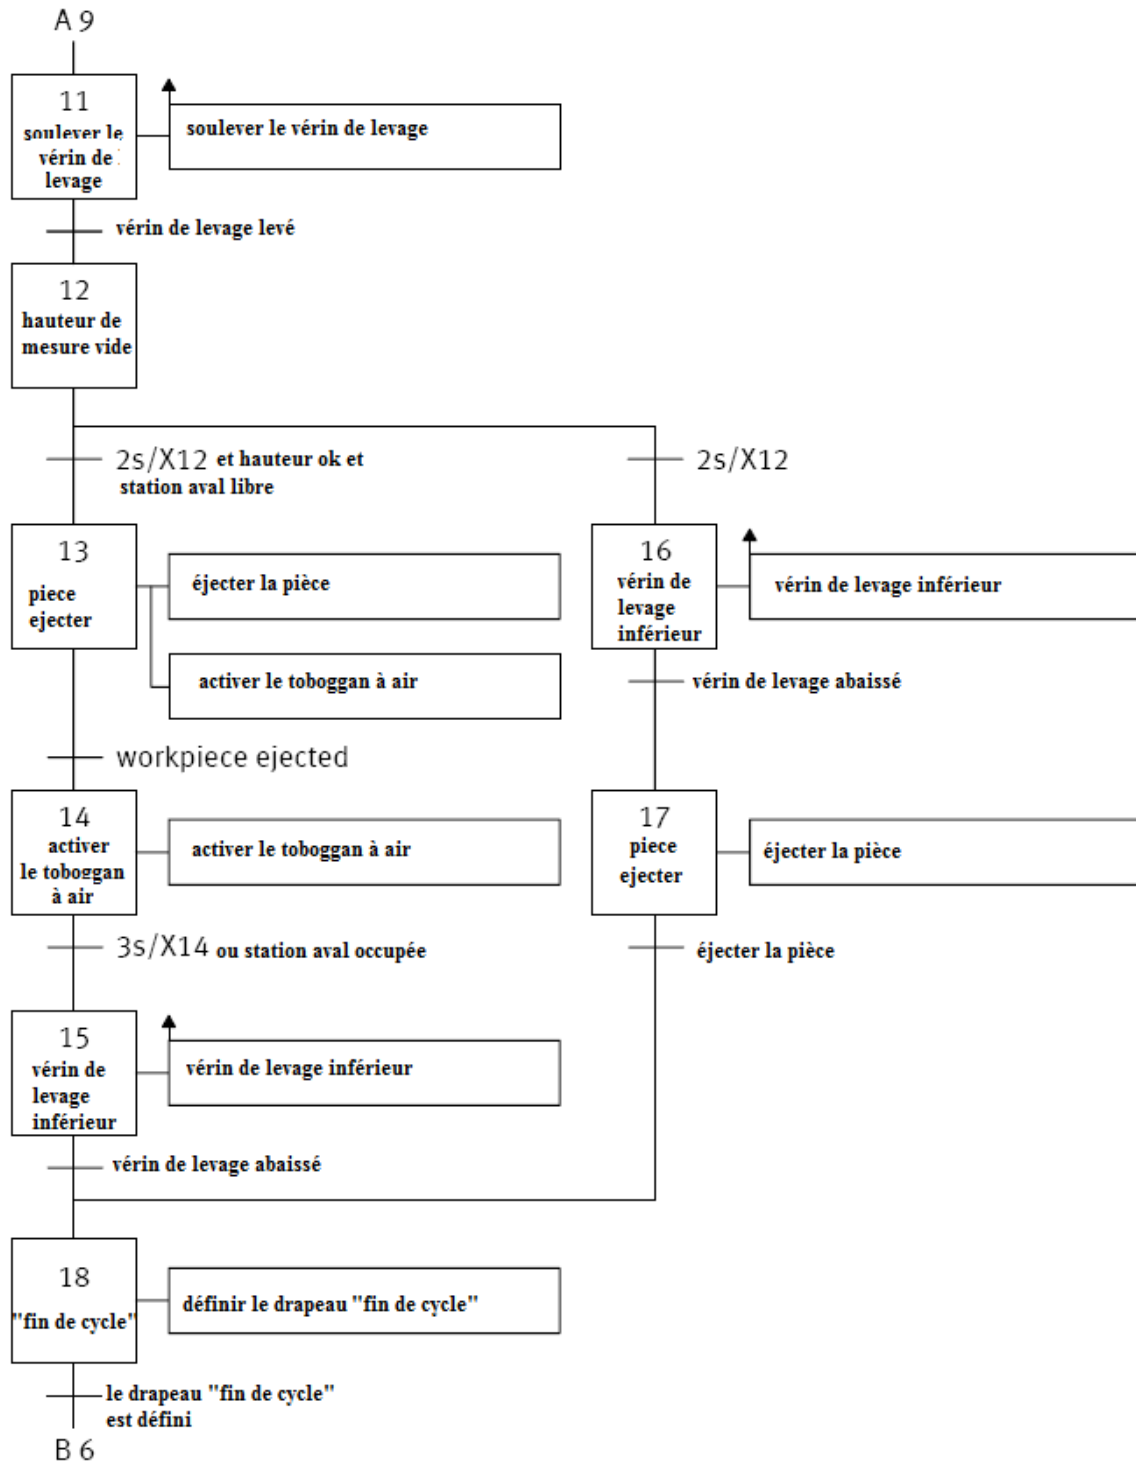 A 9
11
soulever le
vérin de
levage
soulever le vérin de levage
vérin de levage levé
12
hauteur de
mesure vide
2s/X12 et hauteur ok et
station aval libre
2s/X12
13
piece
ejecter
éjecter la pièce
activer le toboggan à air
16
vérin de
levage
inférieur
vérin de levage inférieur
vérin de levage abaissé
workpiece ejected
14
activer
le toboggan
à air
activer le toboggan à air
17
piece
ejecter
éjecter la pièce
3s/X14 ou station aval occupée
éjecter la pièce
15
vérin de
levage
inférieur
vérin de levage inférieur
vérin de levage abaissé
18
"fin de cycle"
définir le drapeau "fin de cycle"
le drapeau "fin de cycle"
est défini
B 6